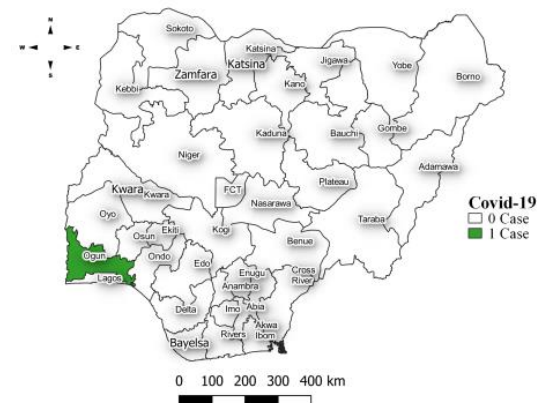 N
W E
S
Sokoto
Katsina
Katsina
Jigawa
Yobe
Borno
Zamfara
Kano
Kebbi
Kaduna
Bauchi
Gombe
Niger
Adamawa
Kwara
Kwara
FCT
Plateau
Nasarawa
Taraba
Oyo
Kogi
Osun
Ekiti
Benue
Ogun
Ondo
Edo
Lagos
Enugu
Anambra
Cross
River
Delta
Imo
Abia
Akwa
Ibom
Rivers
Bayelsa
Covid-19
0 Case
1 Case
0 100 200 300 400 km